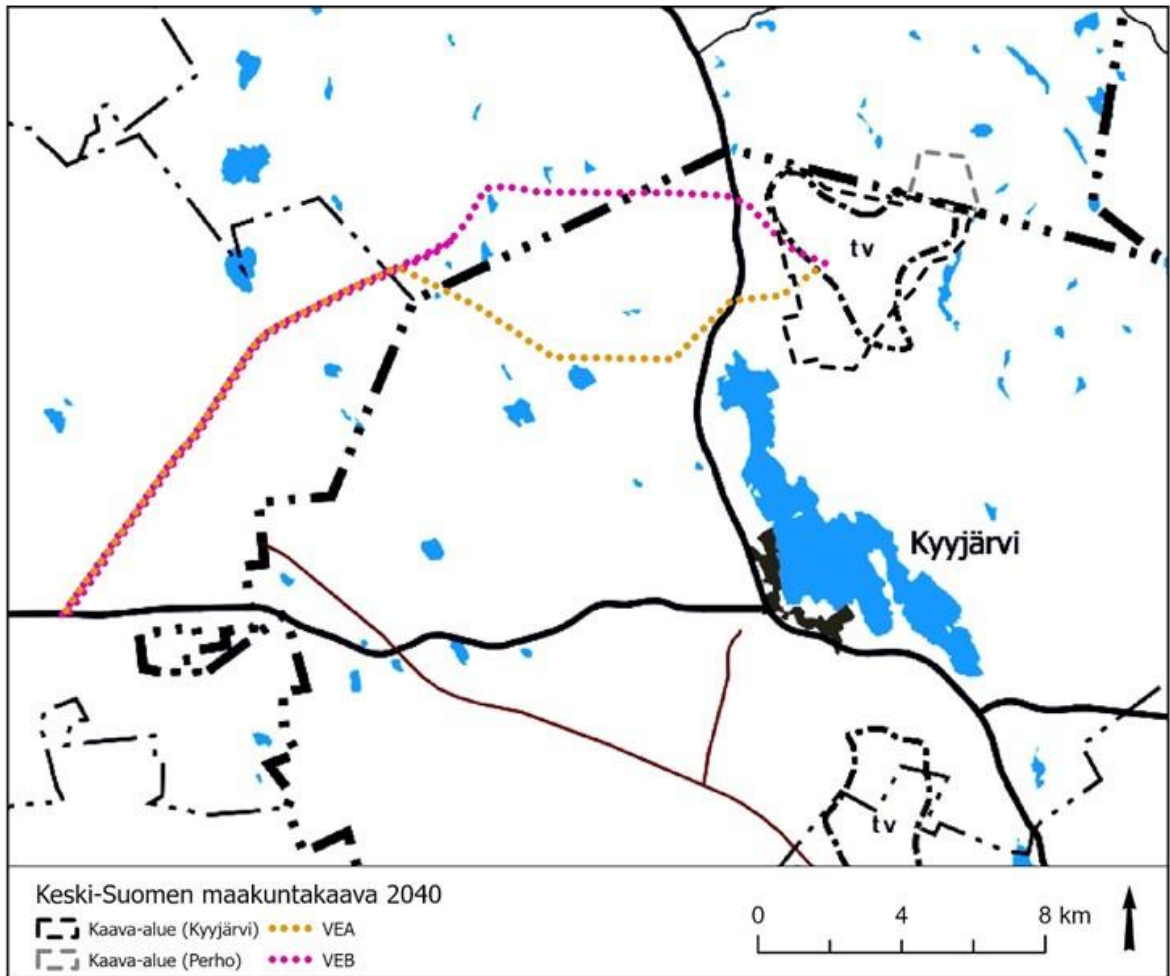 tv
Kyyjärvi
tv
Keski-Suomen maakuntakaava 2040
Kaava-alue (Kyyjärvi) VEA
Kaava-alue (Perho) VEB
0 4 8 km